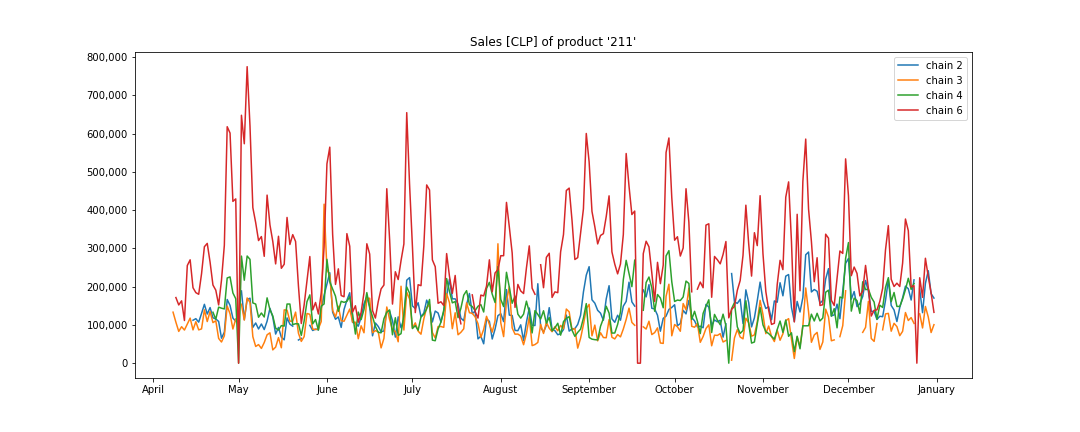 Sales [CLP] of product '211'
800,000
700,000
600,000
500,000
400,000
300,000
200,000
100,000
0
April May June July August September October November December January
chain 2
chain 3
chain 4
chain 6